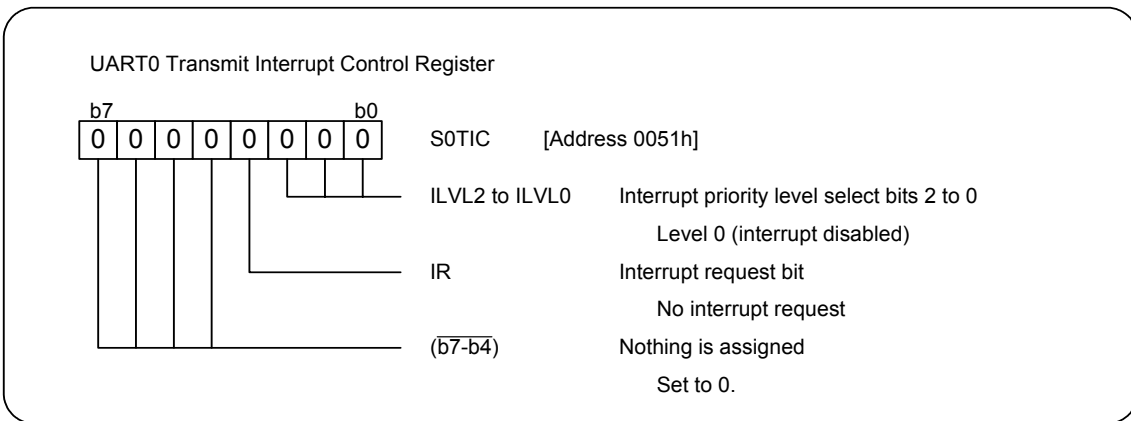 UART0 Transmit Interrupt Control Register
b7 b0
0 0 0 0 0 0 0 0 S0TIC [Address 0051h]
ILVL2 to ILVL0 Interrupt priority level select bits 2 to 0
Level 0 (interrupt disabled)
IR Interrupt request bit
No interrupt request
(b7-b4) Nothing is assigned
Set to 0.